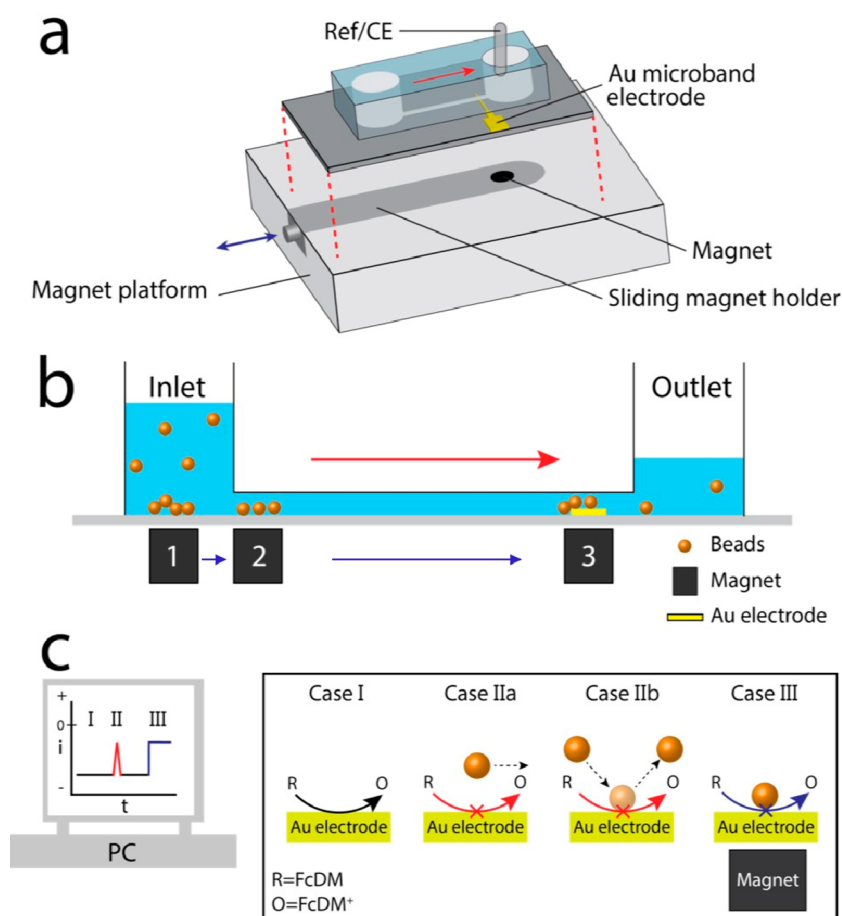 a
Ref/CE
Au microband
electrode
Magnet
Magnet platform
Sliding magnet holder
b
Inlet
Outlet
1
2
3
Beads
Magnet
Au electrode
c
+
I II III
0
i
-
t
PC
Case I
Case IIa
Case IIb
Case III
R O
R O
R O
R O
Au electrode
Au electrode
Au electrode
Au electrode
R=FcDM
O=FcDM⁺
Magnet